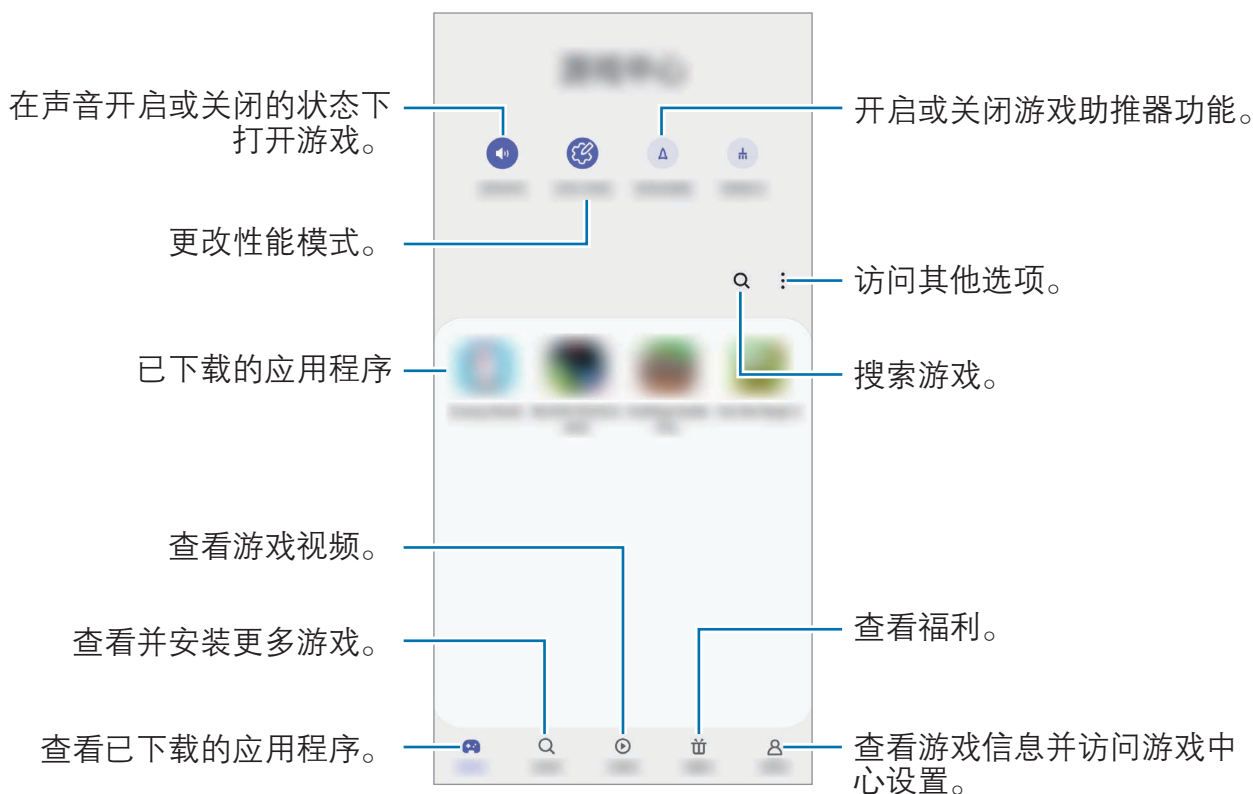 在声音开启或关闭的状态下
打开游戏。
开启或关闭游戏助推器功能。
更改性能模式。
访问其他选项。
已下载的应用程序
搜索游戏。
查看游戏视频。
查看并安装更多游戏。
查看福利。
查看已下载的应用程序。
查看游戏信息并访问游戏中
心设置。